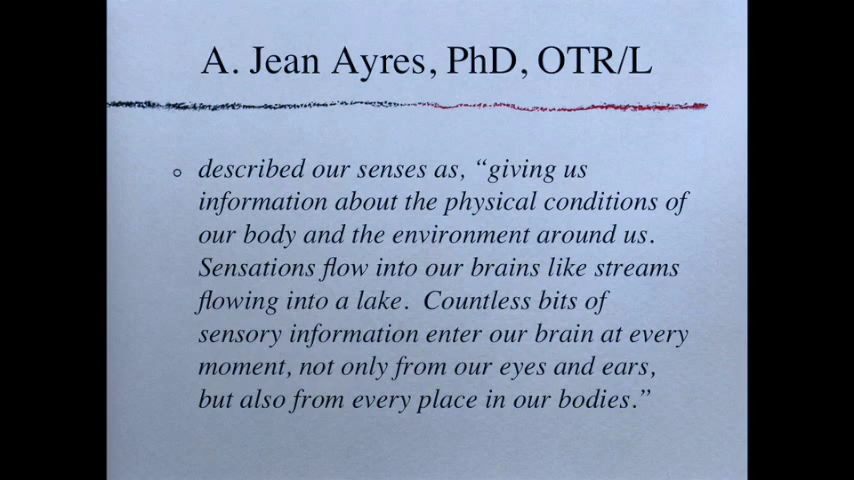 A. Jean Ayres, PhD, OTR/L
described our senses as, “giving us
information about the physical conditions of
our body and the environment around us.
Sensations flow into our brains like streams
flowing into a lake. Countless bits of
sensory information enter our brain at every
moment, not only from our eyes and ears,
but also from every place in our bodies.”